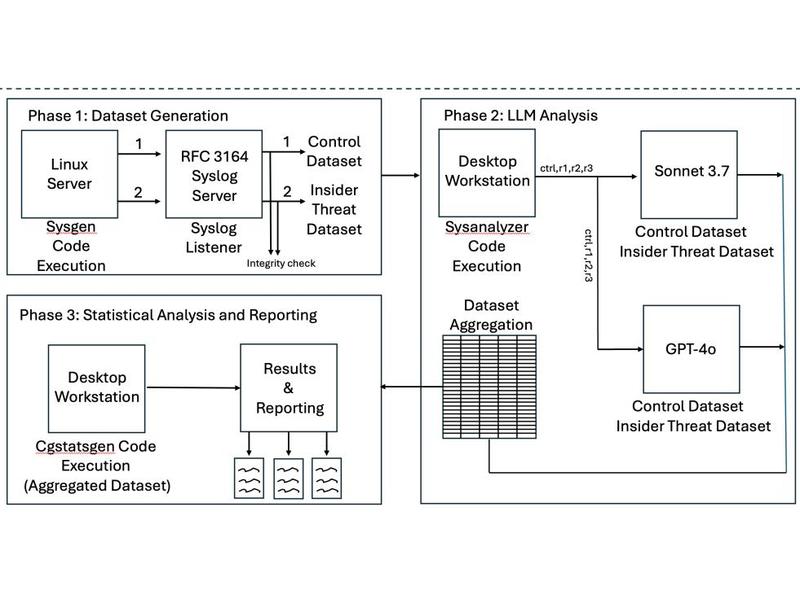 Phase 1: Dataset Generation
Linux
Server
1
2
RFC 3164
Syslog
Server
1
2
Control
Dataset
Insider
Threat
Dataset
Sysgen
Code
Execution
Syslog
Listener
Integrity check
Phase 2: LLM Analysis
Desktop
Workstation
ctrl,r1,r2,r3
Sonnet 3.7
Sysanalyzer
Code
Execution
Control Dataset
Insider Threat Dataset
ctrl,r1,r2,r3
Dataset
Aggregation
GPT-4o
Control Dataset
Insider Threat Dataset
Phase 3: Statistical Analysis and Reporting
Desktop
Workstation
Results
&
Reporting
Cgstatsgen Code
Execution
(Aggregated Dataset)